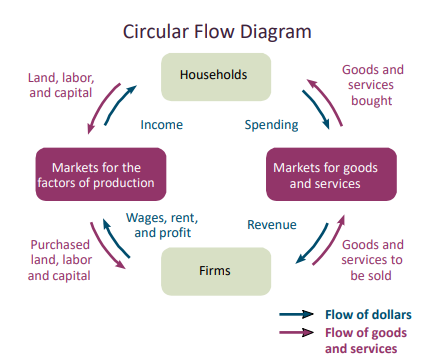 Circular Flow Diagram
Land, labor,
and capital
Households
Goods and
services
bought
Income
Spending
Markets for the
factors of production
Markets for goods
and services
Wages, rent,
and profit
Revenue
Purchased
land, labor
and capital
Firms
Goods and
services to
be sold
Flow of dollars
Flow of goods
and services